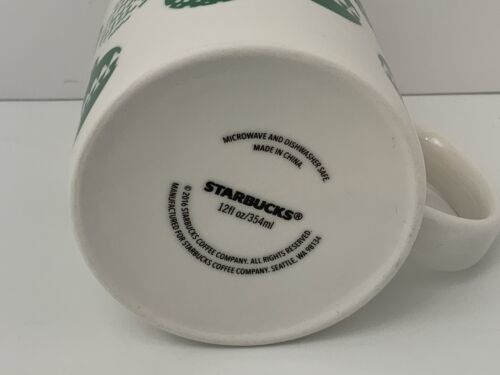 MICROWAVE AND DISHWASHER SAFE.
MADE IN CHINA.
STARBUCKS®
12fl oz/354ml
© 2016 STARBUCKS COFFEE COMPANY. ALL RIGHTS RESERVED.
MANUFACTURED FOR STARBUCKS COFFEE COMPANY. SEATTLE, WA 98134